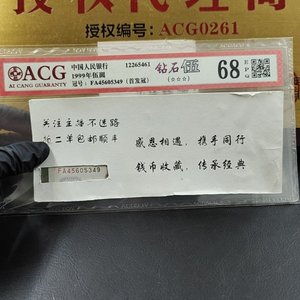 授权代理商
授权编号：ACG0261
ACG
AI CANG GUANCANG
中国人民银行 12265461
1999年伍圆
冠号：FA45605349 (首发冠)
钻石伍
(☆☆☆)
68 EPQ
关注主播不迷路
拍二单包邮顺丰
感恩相遇，携手同行
钱币收藏，传承经典
FA45605349